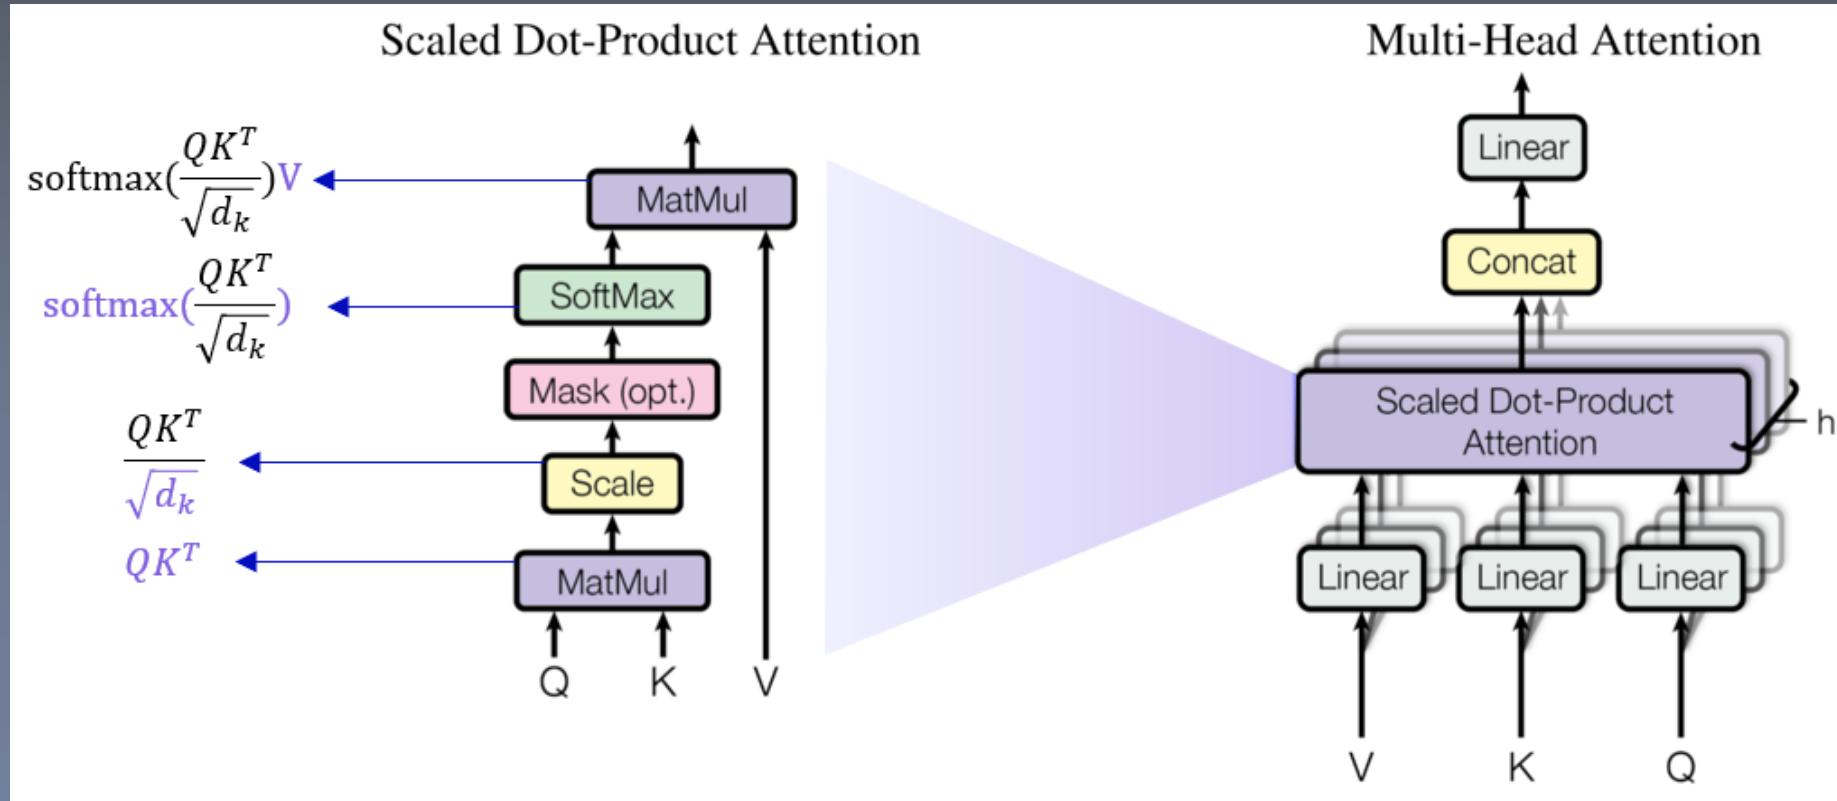 Scaled Dot-Product Attention
softmax(QK^T/√d_k)V
MatMul
softmax(QK^T/√d_k)
SoftMax
Mask (opt.)
QK^T/√d_k
Scale
QK^T
MatMul
Q K V
Multi-Head Attention
Linear
Concat
Scaled Dot-Product
Attention
h
Linear Linear Linear
V K Q